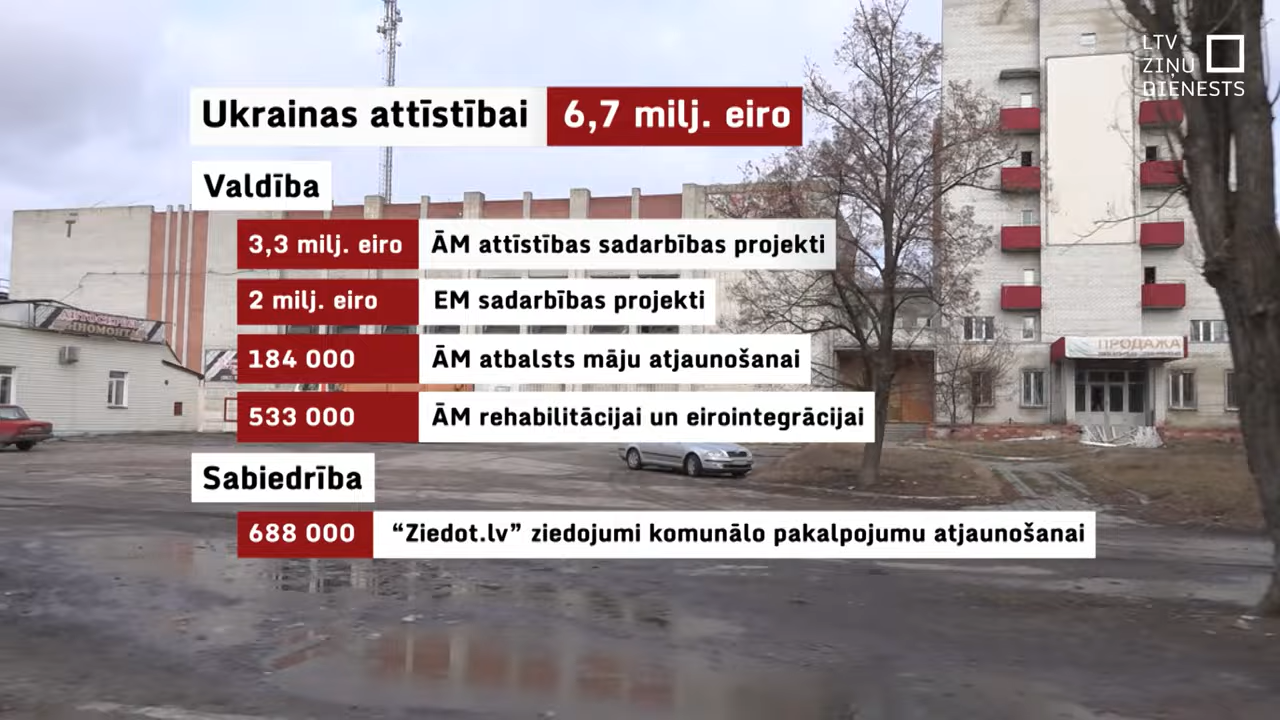 LTV
ZIŅU
DIENESTS
Ukrainas attīstībai 6,7 milj. eiro
Valdība
3,3 milj. eiro ĀM attīstības sadarbības projekti
2 milj. eiro EM sadarbības projekti
184 000 ĀM atbalsts māju atjaunošanai
533 000 ĀM rehabilitācijai un eirointegrācijai
Sabiedrība
688 000 “Ziedot.lv” ziedojumi komunālo pakalpojumu atjaunošanai
ПРОДАЖА